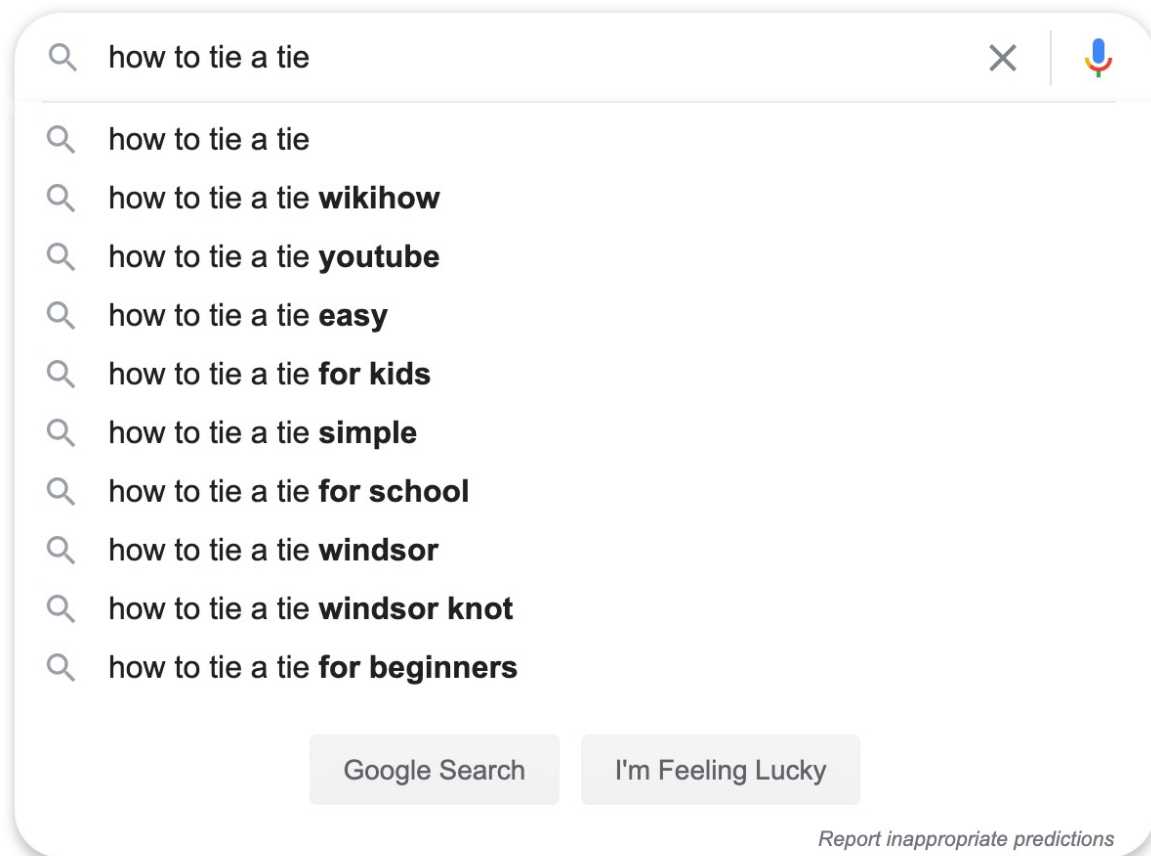 how to tie a tie
how to tie a tie
how to tie a tie wikihow
how to tie a tie youtube
how to tie a tie easy
how to tie a tie for kids
how to tie a tie simple
how to tie a tie for school
how to tie a tie windsor
how to tie a tie windsor knot
how to tie a tie for beginners
Google Search I'm Feeling Lucky
Report inappropriate predictions